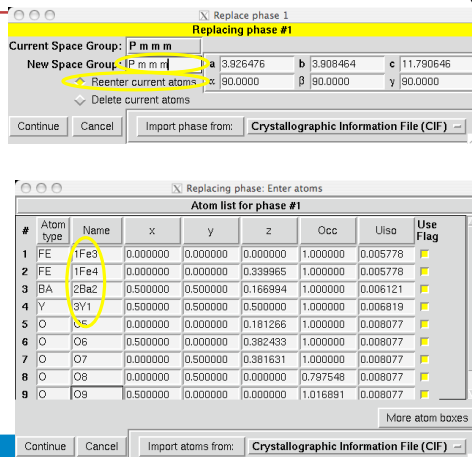 Replace phase 1
Replacing phase #1
Current Space Group: P m m m
New Space Group: P m m m a 3.926476 b 3.908464 c 11.790646
Reenter current atoms α 90.0000 β 90.0000 γ 90.0000
Delete current atoms
Continue Cancel Import phase from: Crystallographic Information File (CIF)
Replacing phase: Enter atoms
Atom list for phase #1
# Atom type Name x y z Occ Uiso Use Flag
1 FE 1Fe3 0.000000 0.000000 0.000000 1.000000 0.005778
2 FE 1Fe4 0.000000 0.000000 0.339965 1.000000 0.005778
3 BA 2Ba2 0.500000 0.500000 0.166994 1.000000 0.006121
4 Y 3Y1 0.500000 0.500000 0.500000 1.000000 0.006819
5 O O5 0.000000 0.000000 0.181266 1.000000 0.008077
6 O O6 0.000000 0.500000 0.382433 1.000000 0.008077
7 O O7 0.500000 0.000000 0.381631 1.000000 0.008077
8 O O8 0.000000 0.500000 0.000000 0.797548 0.008077
9 O O9 0.500000 0.000000 0.000000 1.016891 0.008077
More atom boxes
Continue Cancel Import atoms from: Crystallographic Information File (CIF)